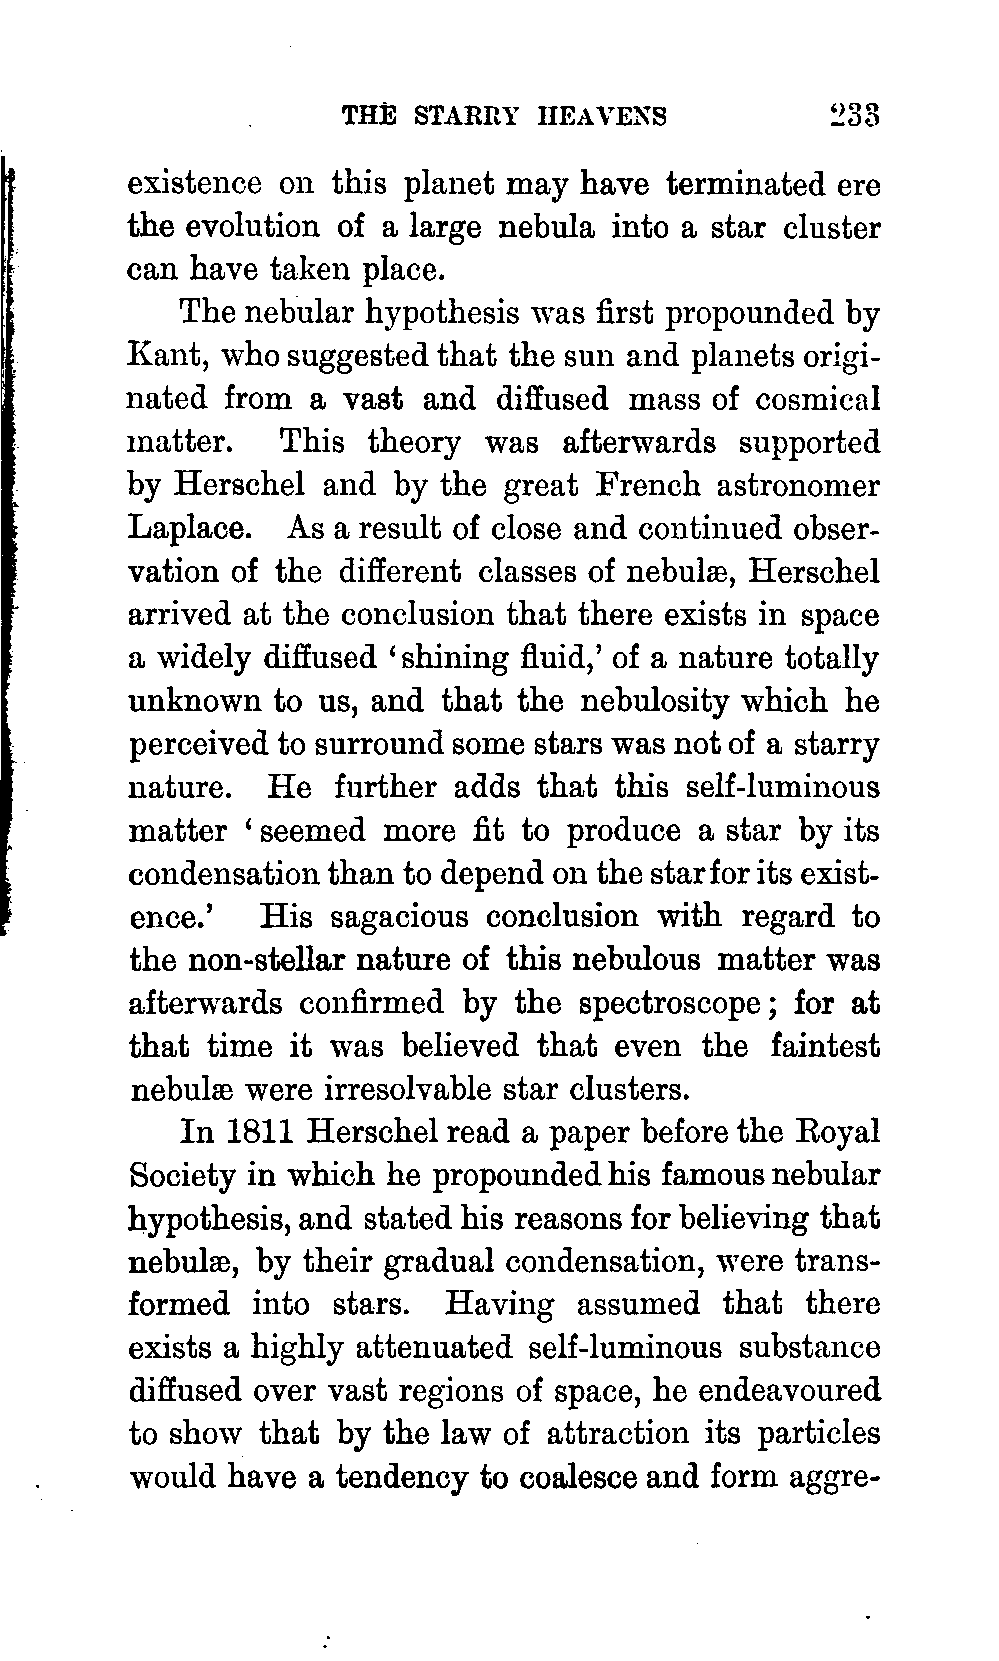 THE STARRY HEAVENS 233
existence on this planet may have terminated ere
the evolution of a large nebula into a star cluster
can have taken place.
The nebular hypothesis was first propounded by
Kant, who suggested that the sun and planets origi-
nated from a vast and diffused mass of cosmical
matter. This theory was afterwards supported
by Herschel and by the great French astronomer
Laplace. As a result of close and continued obser-
vation of the different classes of nebulæ, Herschel
arrived at the conclusion that there exists in space
a widely diffused ‘shining fluid,’ of a nature totally
unknown to us, and that the nebulosity which he
perceived to surround some stars was not of a starry
nature. He further adds that this self-luminous
matter ‘seemed more fit to produce a star by its
condensation than to depend on the star for its exist-
ence.’ His sagacious conclusion with regard to
the non-stellar nature of this nebulous matter was
afterwards confirmed by the spectroscope; for at
that time it was believed that even the faintest
nebulæ were irresolvable star clusters.
In 1811 Herschel read a paper before the Royal
Society in which he propounded his famous nebular
hypothesis, and stated his reasons for believing that
nebulæ, by their gradual condensation, were trans-
formed into stars. Having assumed that there
exists a highly attenuated self-luminous substance
diffused over vast regions of space, he endeavoured
to show that by the law of attraction its particles
would have a tendency to coalesce and form aggre-